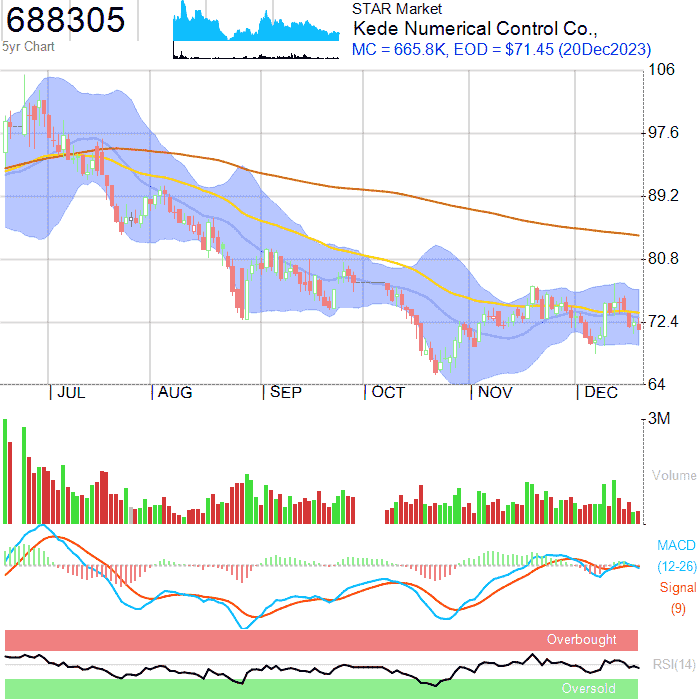 688305
5yr Chart
STAR Market
Kede Numerical Control Co.,
MC = 665.8K, EOD = $71.45 (20Dec2023)
106
97.6
89.2
80.8
72.4
64
JUL
AUG
SEP
OCT
NOV
DEC
3M
Volume
MACD
(12-26)
Signal
(9)
Overbought
RSI(14)
Oversold